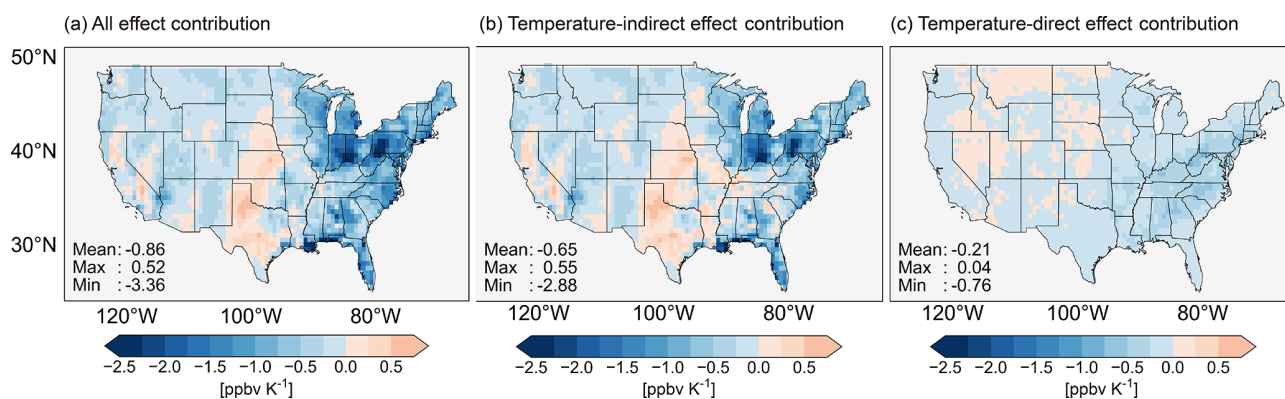 (a) All effect contribution
(b) Temperature-indirect effect contribution
(c) Temperature-direct effect contribution
50°N
40°N
30°N
Mean: -0.86
Max : 0.52
Min : -3.36
Mean: -0.65
Max : 0.55
Min : -2.88
Mean: -0.21
Max : 0.04
Min : -0.76
120°W 100°W 80°W
120°W 100°W 80°W
120°W 100°W 80°W
−2.5 −2.0 −1.5 −1.0 −0.5 0.0 0.5
−2.5 −2.0 −1.5 −1.0 −0.5 0.0 0.5
−2.5 −2.0 −1.5 −1.0 −0.5 0.0 0.5
[ppbv K⁻¹]
[ppbv K⁻¹]
[ppbv K⁻¹]